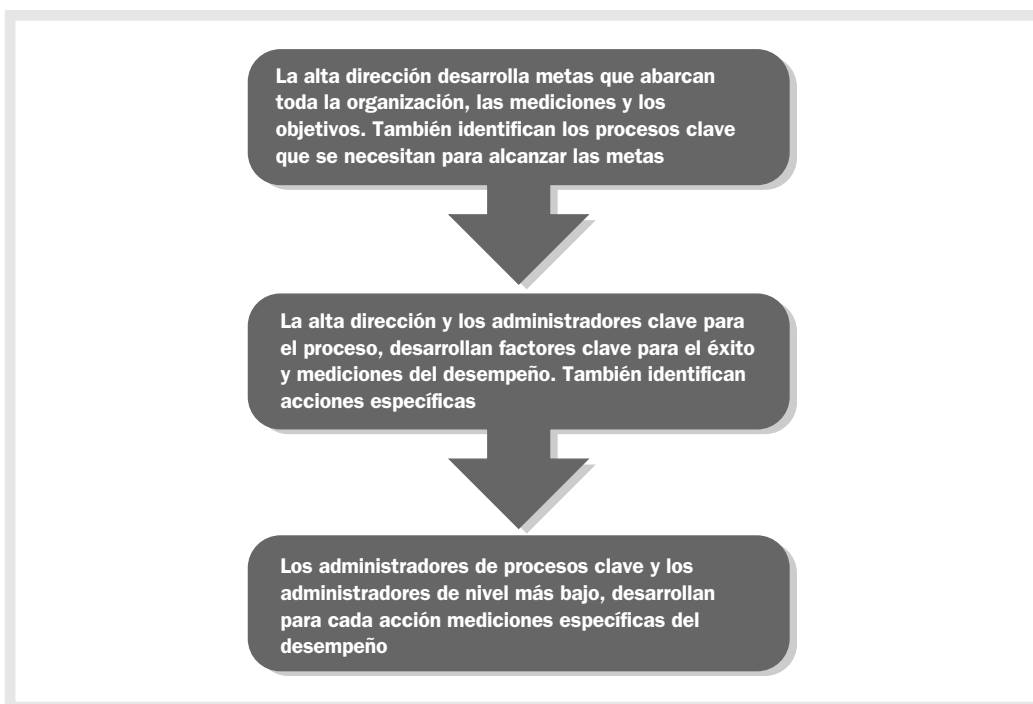 La alta dirección desarrolla metas que abarcan
toda la organización, las mediciones y los
objetivos. También identifican los procesos clave
que se necesitan para alcanzar las metas
La alta dirección y los administradores clave para
el proceso, desarrollan factores clave para el éxito
y mediciones del desempeño. También identifican
acciones específicas
Los administradores de procesos clave y los
administradores de nivel más bajo, desarrollan
para cada acción mediciones específicas del
desempeño